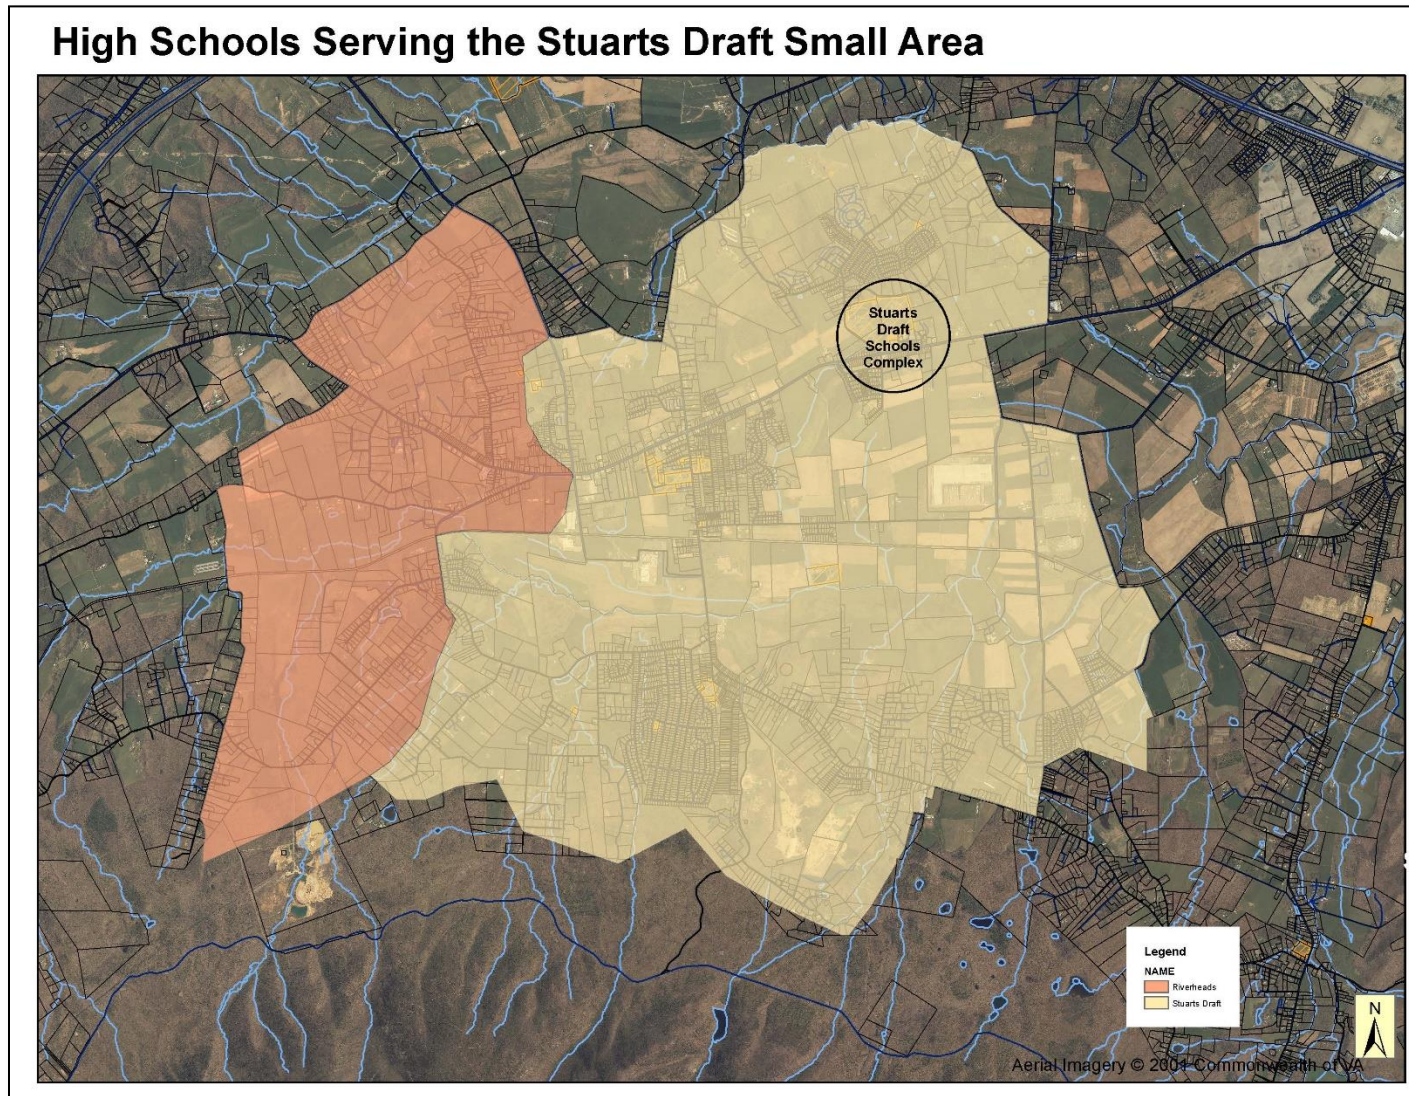 High Schools Serving the Stuarts Draft Small Area
Stuarts
Draft
Schools
Complex
Legend
NAME
Riverheads
Stuarts Draft
N
Aerial Imagery © 2001 Commonwealth of VA